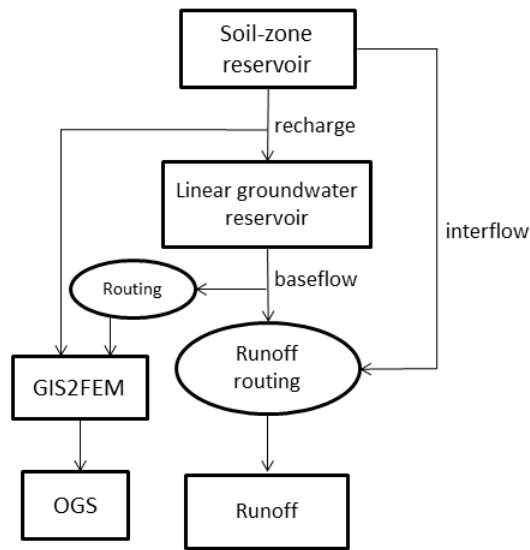 Soil-zone
reservoir
recharge
Linear groundwater
reservoir
interflow
baseflow
Routing
Runoff
routing
GIS2FEM
OGS
Runoff